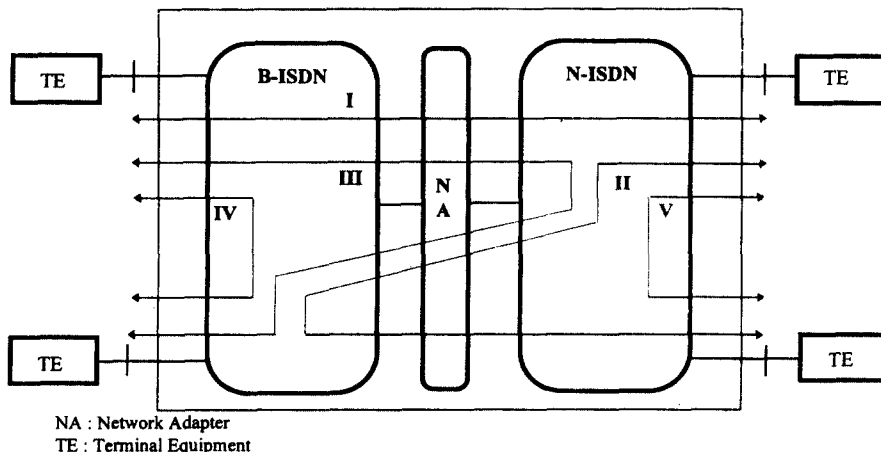 TE
B-ISDN
N-ISDN
TE
I
III
N
A
II
IV
V
TE
TE
NA : Network Adapter
TE : Terminal Equipment